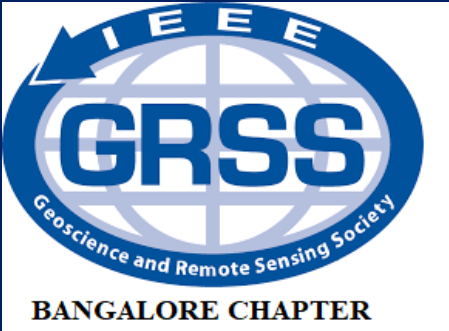 IEEE
GRSS
Geoscience and Remote Sensing Society
BANGALORE CHAPTER